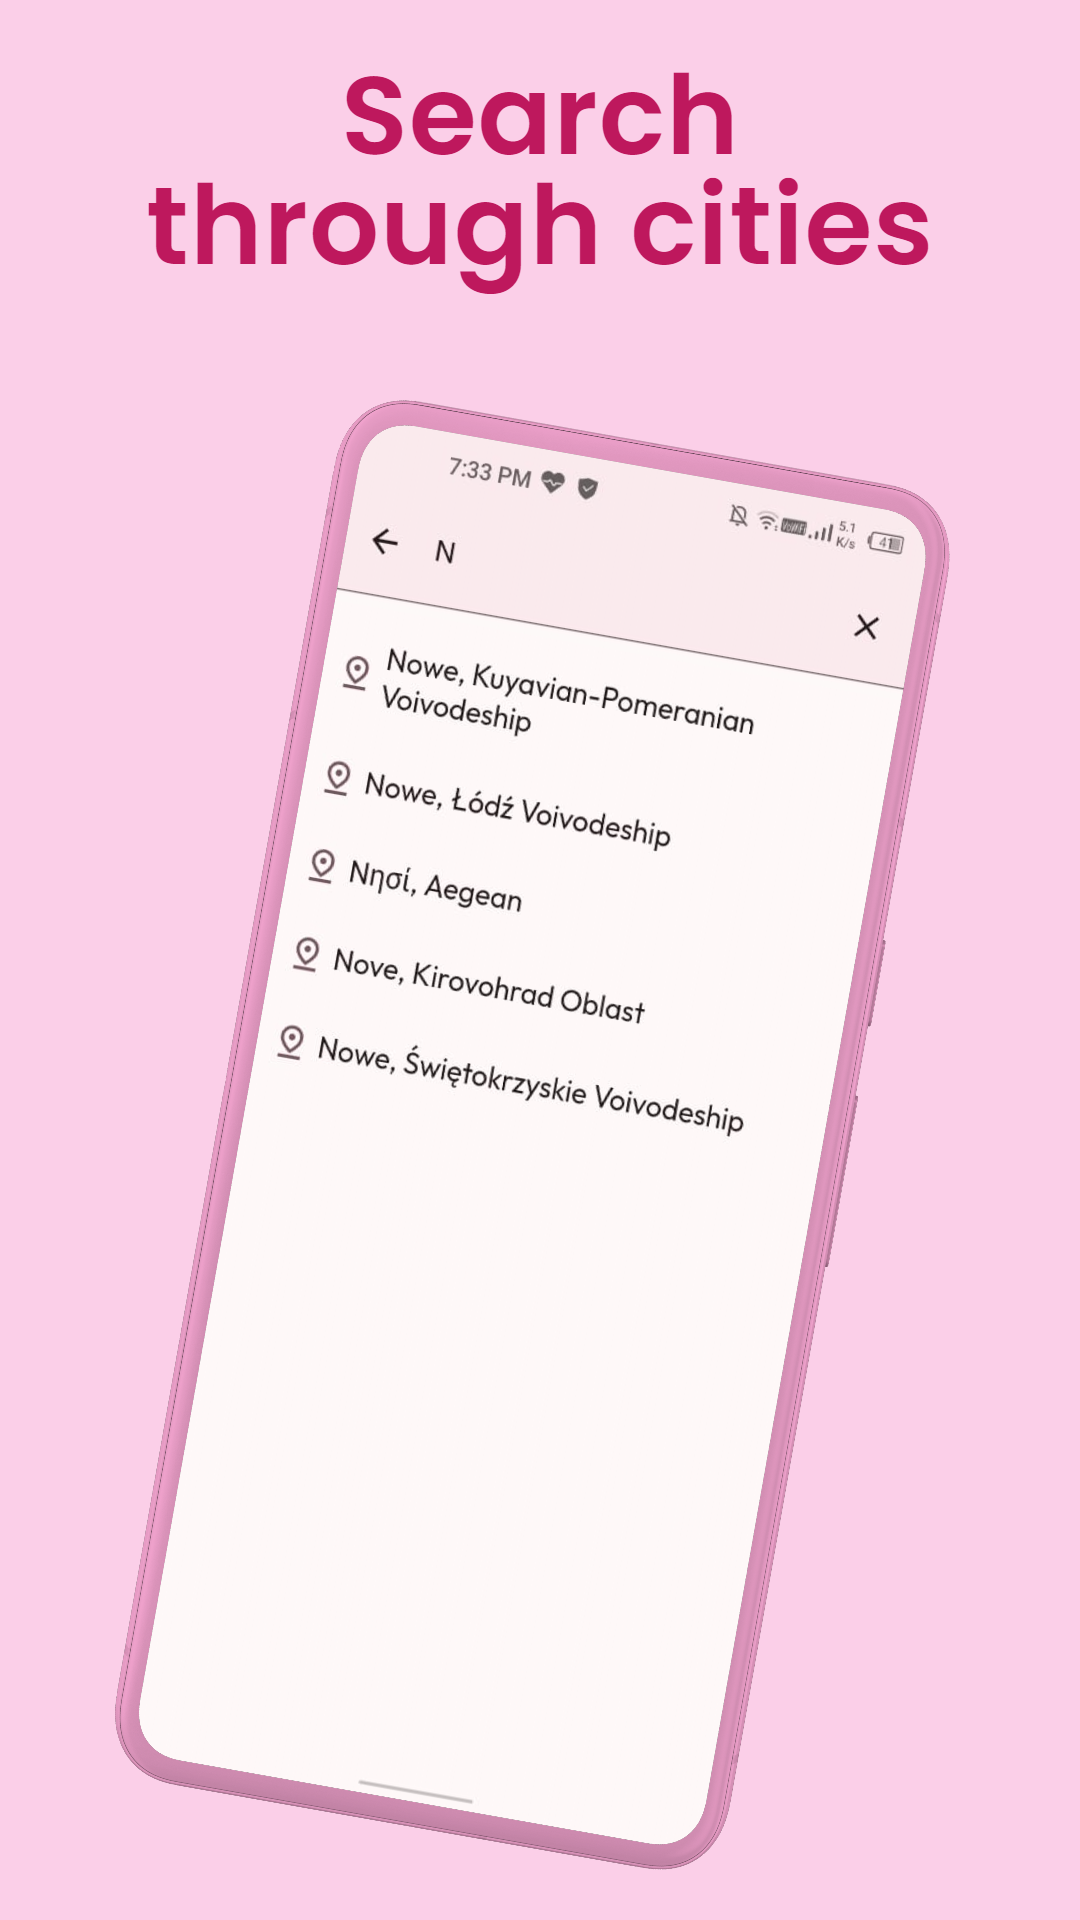 Search
through cities
7:33 PM
5.1
K/s
41
N
Nowe, Kuyavian-Pomeranian
Voivodeship
Nowe, Łódź Voivodeship
Νησί, Aegean
Nove, Kirovohrad Oblast
Nowe, Świętokrzyskie Voivodeship